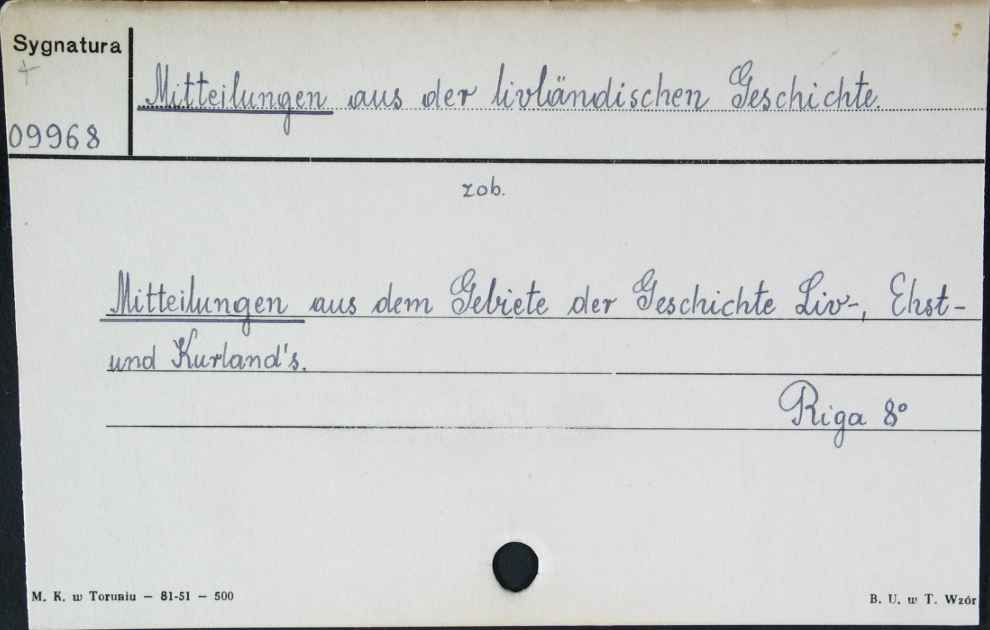 Sygnatura
+
09968
Mitteilungen aus der livländischen Geschichte.
zob.
Mitteilungen aus dem Gebiete der Geschichte Liv-, Ehst-
und Kurland's.
Riga 8°
M. K. w Toruniu — 81-51 — 500
B. U. w T. Wzór